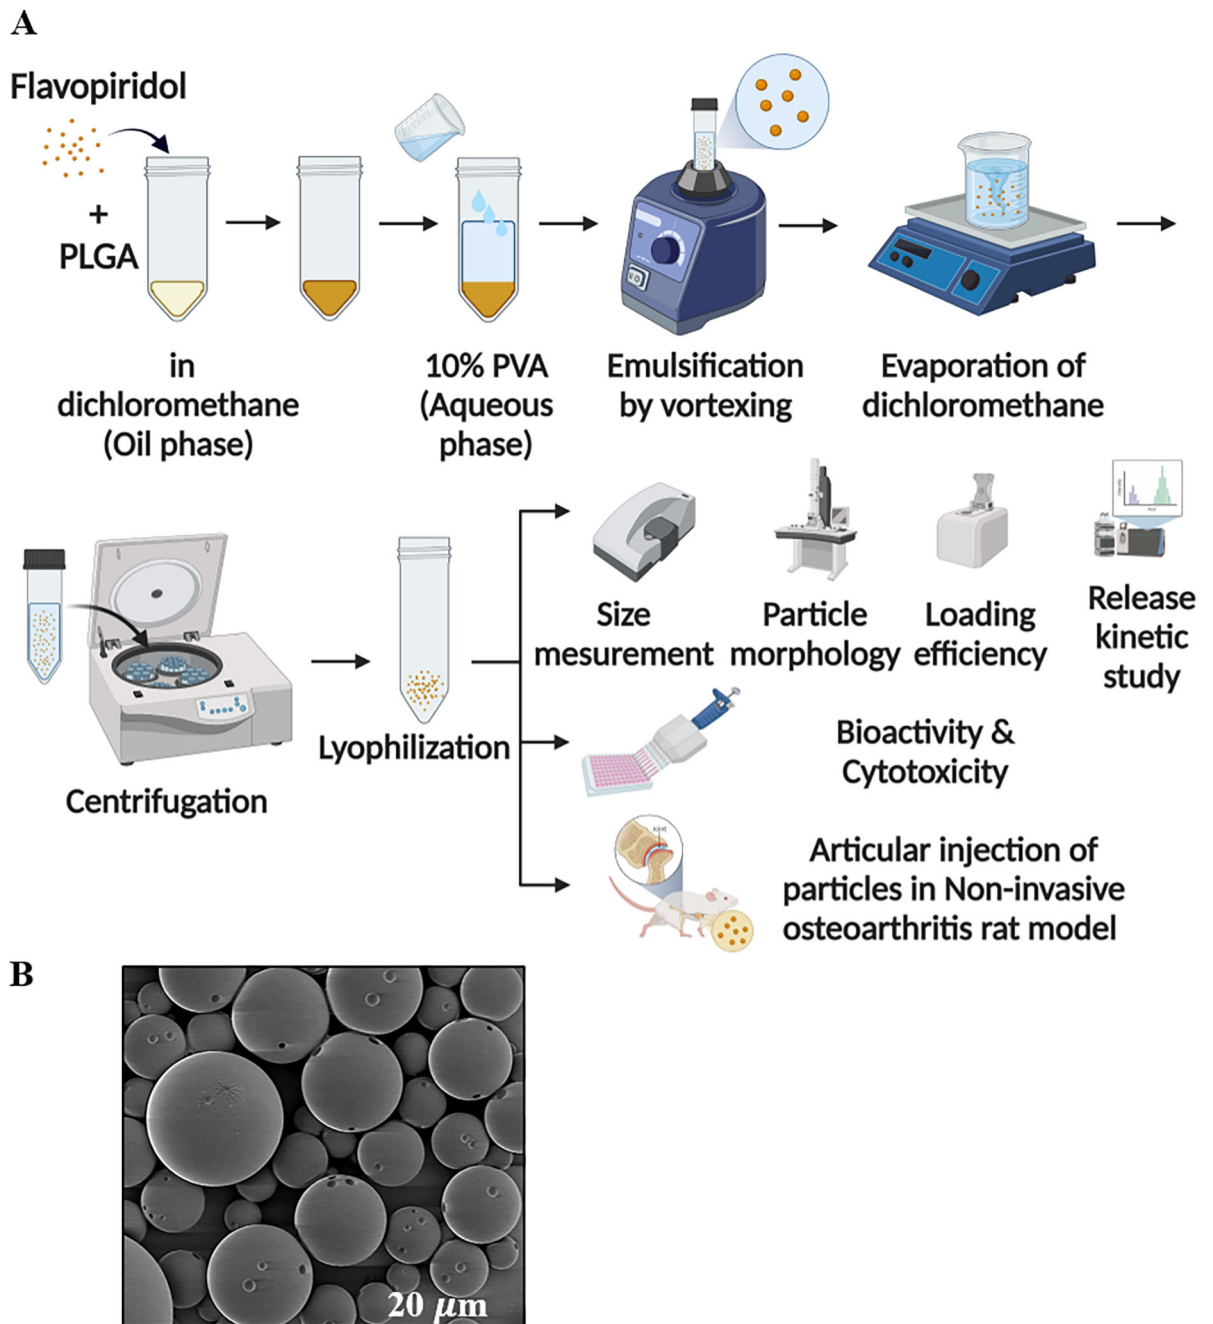 A
Flavopiridol
+
PLGA
in
dichloromethane
(Oil phase)
10% PVA
(Aqueous
phase)
Emulsification
by vortexing
Evaporation of
dichloromethane
Centrifugation
Lyophilization
Size
mesurement
Particle
morphology
Loading
efficiency
Release
kinetic
study
Bioactivity &
Cytotoxicity
Articular injection of
particles in Non-invasive
osteoarthritis rat model
B
20 μm